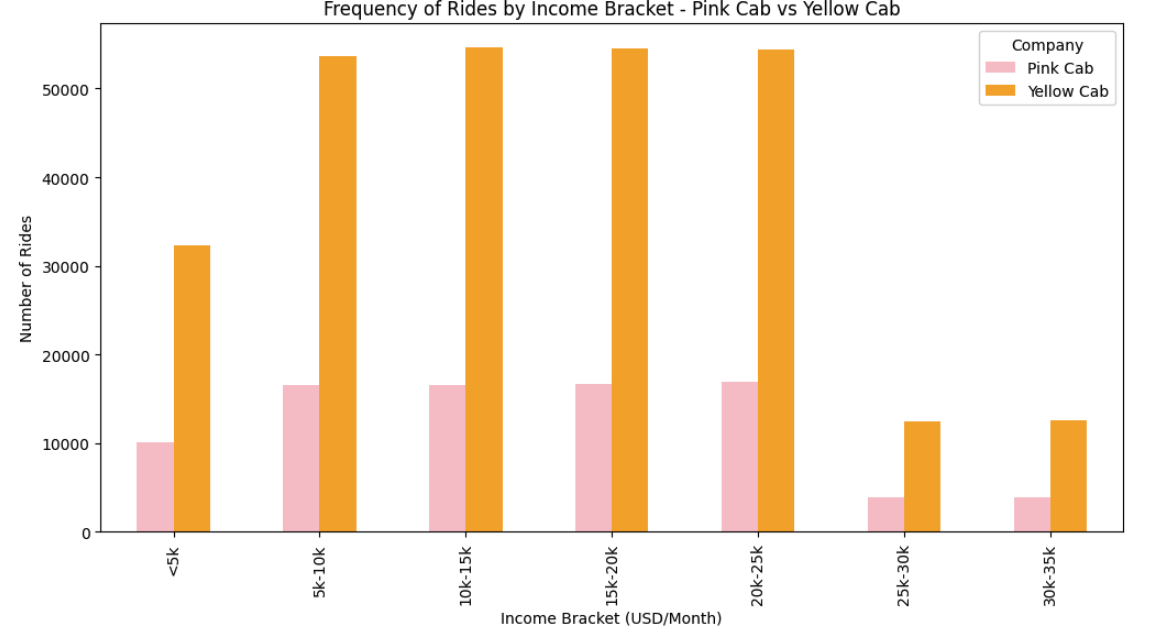 Frequency of Rides by Income Bracket - Pink Cab vs Yellow Cab
Company
Pink Cab
Yellow Cab
Number of Rides
50000
40000
30000
20000
10000
0
<5k
5k-10k
10k-15k
15k-20k
20k-25k
25k-30k
30k-35k
Income Bracket (USD/Month)